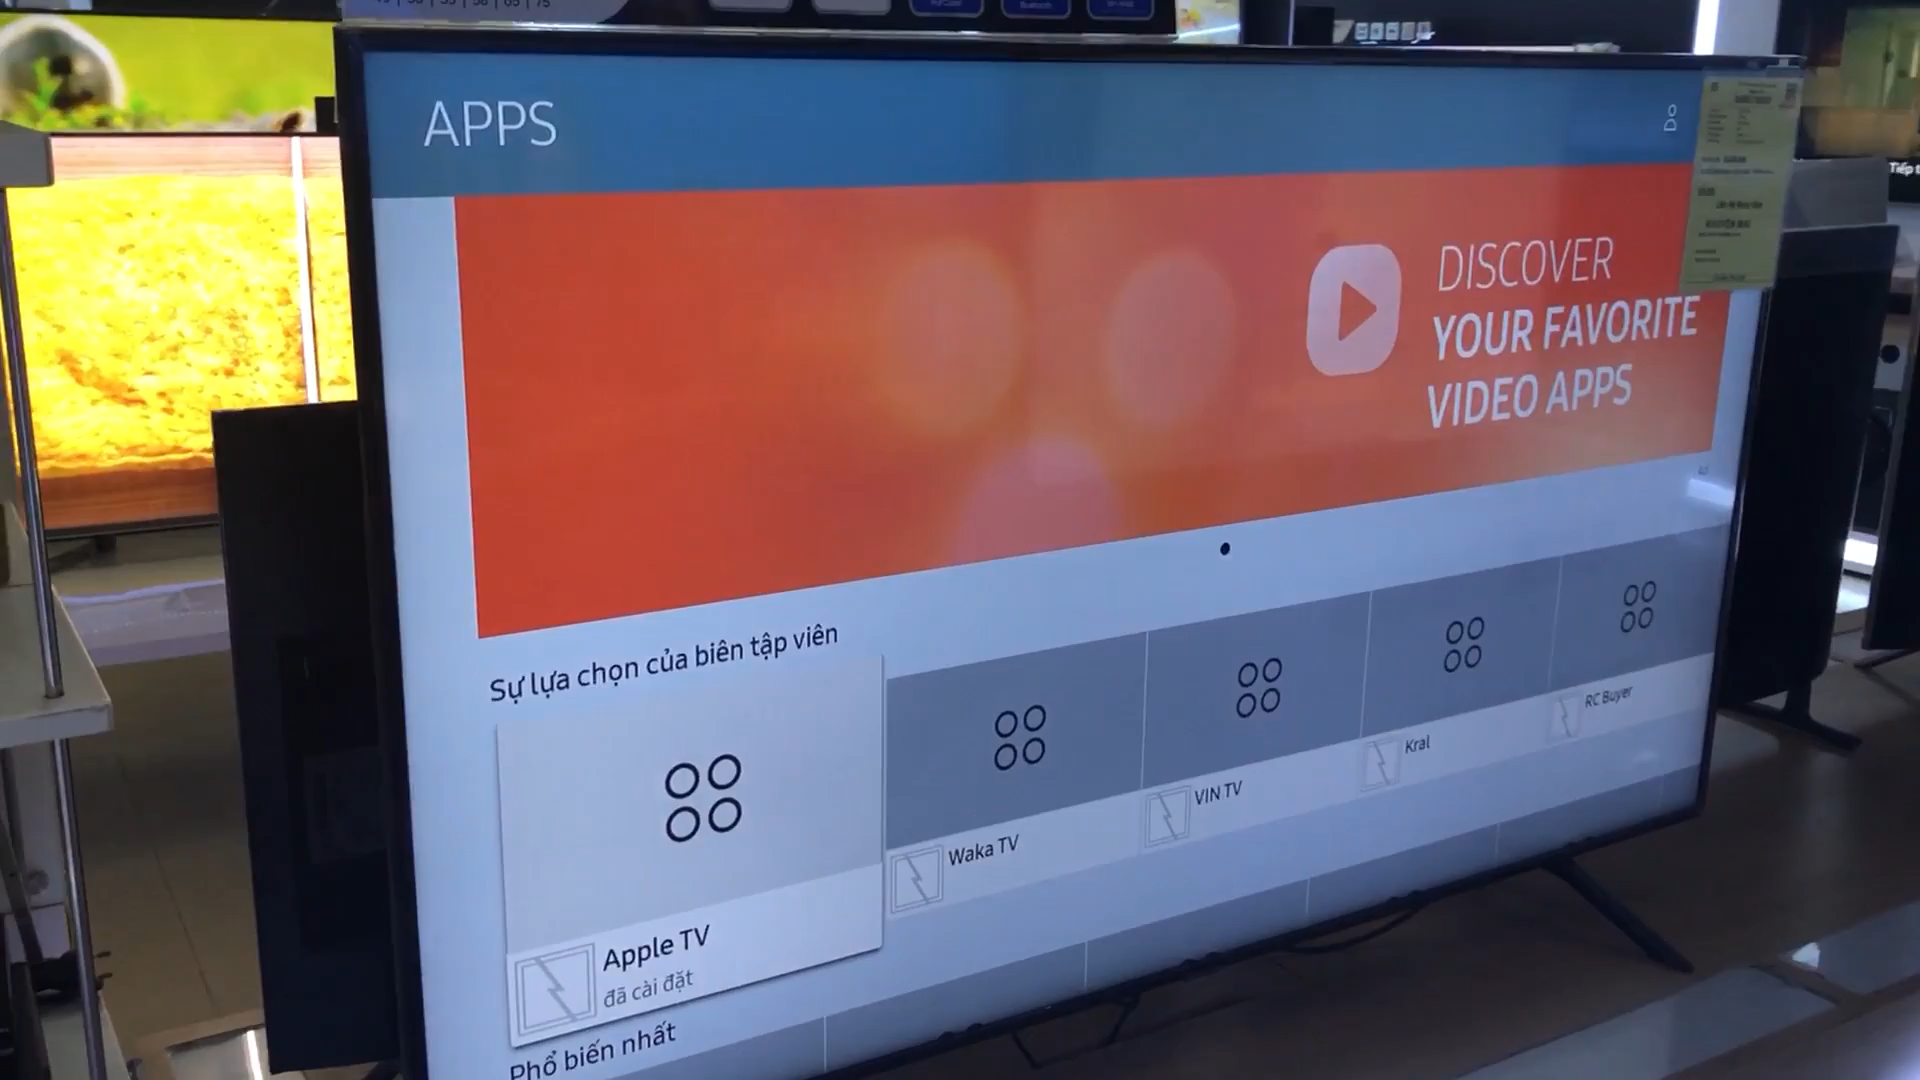 APPS
DISCOVER
YOUR FAVORITE
VIDEO APPS
Sự lựa chọn của biên tập viên
Apple TV
đã cài đặt
Waka TV
VIN TV
Kral
RC Buyer
Phổ biến nhất